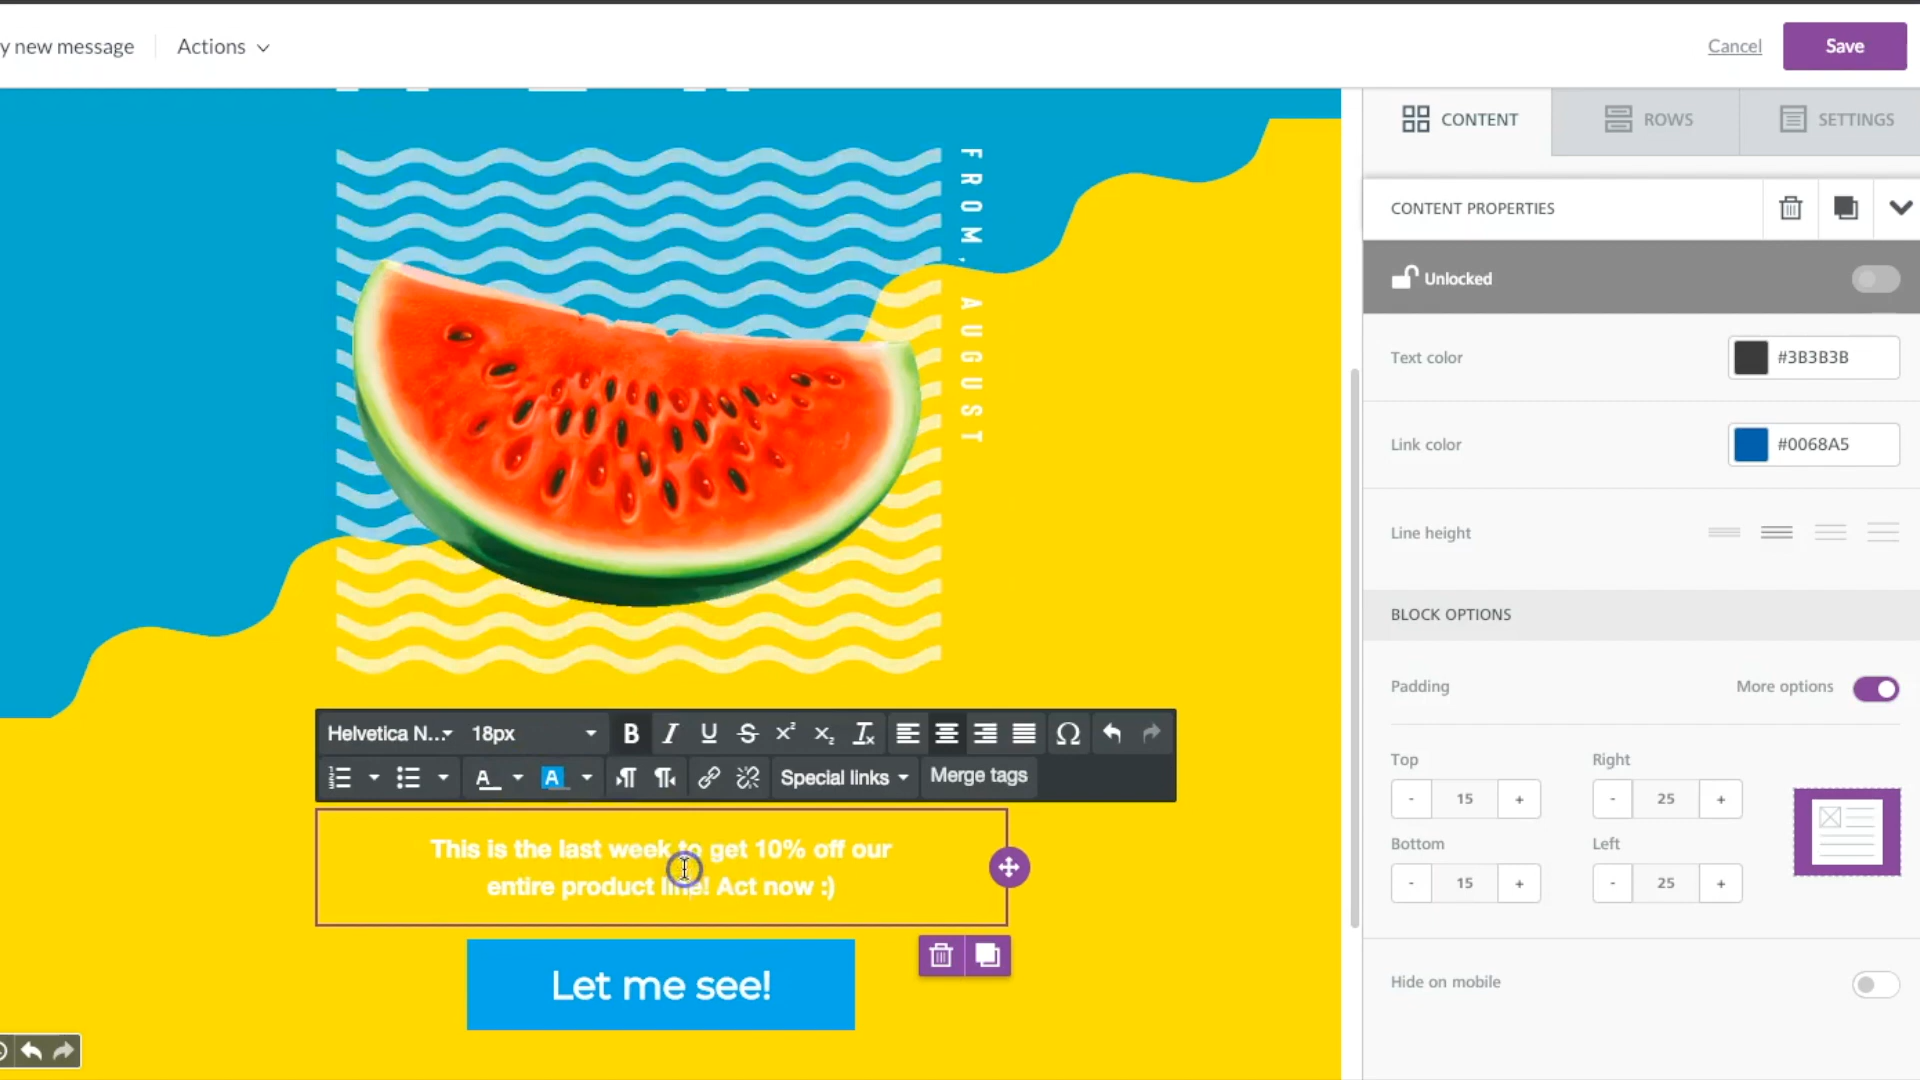 y new message
Actions
Cancel
Save
CONTENT
ROWS
SETTINGS
CONTENT PROPERTIES
Unlocked
Text color
#3B3B3B
Link color
#0068A5
Line height
BLOCK OPTIONS
Padding
More options
Top
Right
- 15 +
- 25 +
Bottom
Left
- 15 +
- 25 +
Hide on mobile
FROM, AUGUST
Helvetica N...
18px
Special links
Merge tags
This is the last week to get 10% off our
entire product line! Act now :)
Let me see!